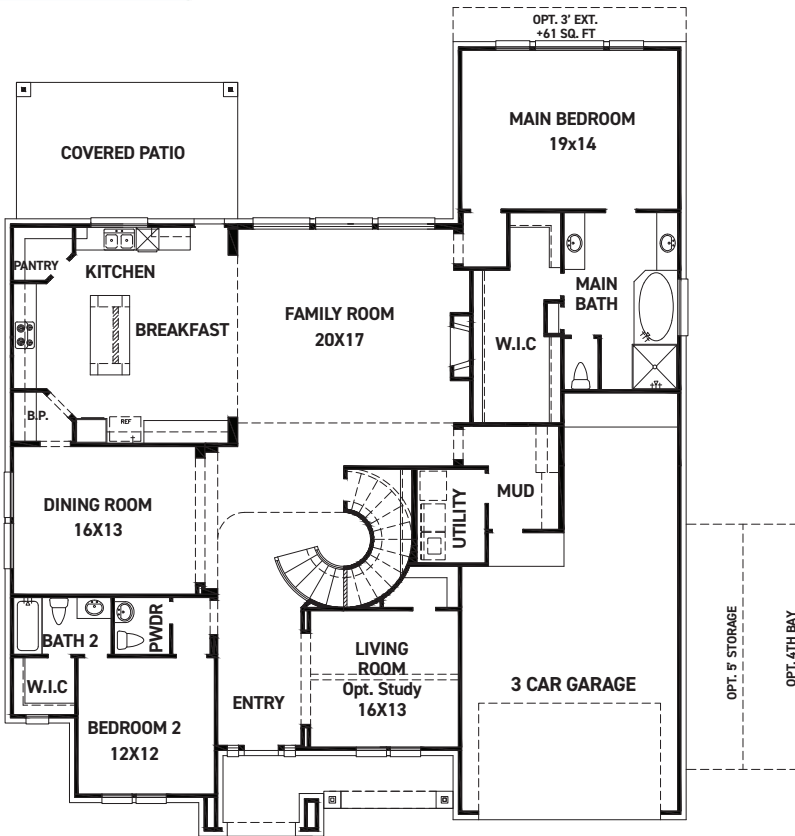 OPT. 3' EXT.
+61 SQ. FT
MAIN BEDROOM
19x14
COVERED PATIO
PANTRY
KITCHEN
BREAKFAST
FAMILY ROOM
20X17
MAIN
BATH
W.I.C
B.P.
REF
DINING ROOM
16X13
UTILITY
MUD
BATH 2
PWDR
W.I.C
LIVING
ROOM
Opt. Study
16X13
ENTRY
BEDROOM 2
12X12
3 CAR GARAGE
OPT. 5' STORAGE
OPT. 4TH BAY